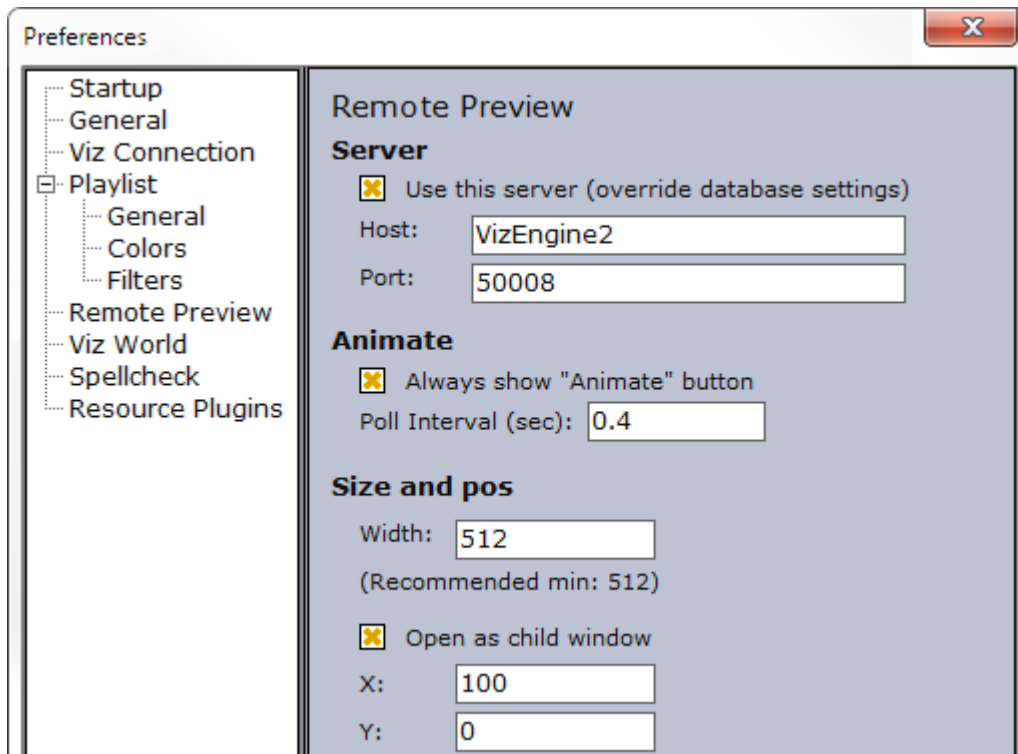 Preferences
Startup
General
Viz Connection
Playlist
General
Colors
Filters
Remote Preview
Viz World
Spellcheck
Resource Plugins
Remote Preview
Server
Use this server (override database settings)
Host: VizEngine2
Port: 50008
Animate
Always show "Animate" button
Poll Interval (sec): 0.4
Size and pos
Width: 512
(Recommended min: 512)
Open as child window
X: 100
Y: 0